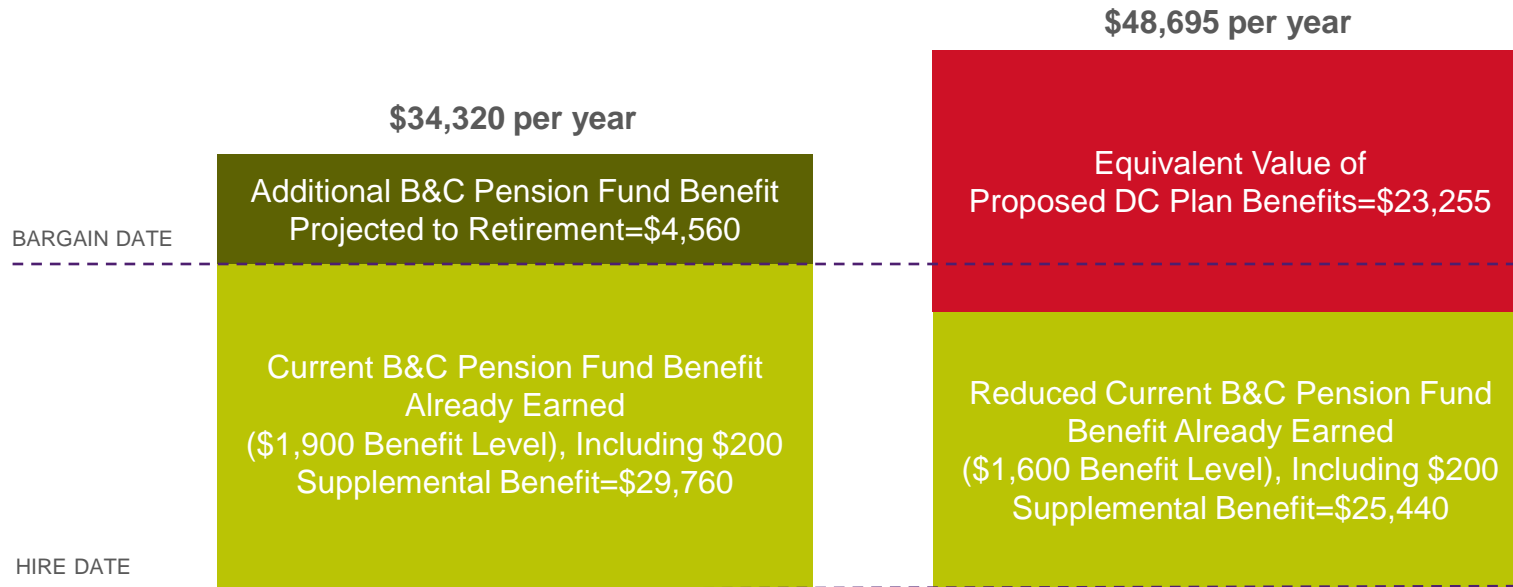 $48,695 per year
$34,320 per year
Additional B&C Pension Fund Benefit
Projected to Retirement=$4,560
Equivalent Value of
Proposed DC Plan Benefits=$23,255
BARGAIN DATE
Current B&C Pension Fund Benefit
Already Earned
($1,900 Benefit Level), Including $200
Supplemental Benefit=$29,760
Reduced Current B&C Pension Fund
Benefit Already Earned
($1,600 Benefit Level), Including $200
Supplemental Benefit=$25,440
HIRE DATE